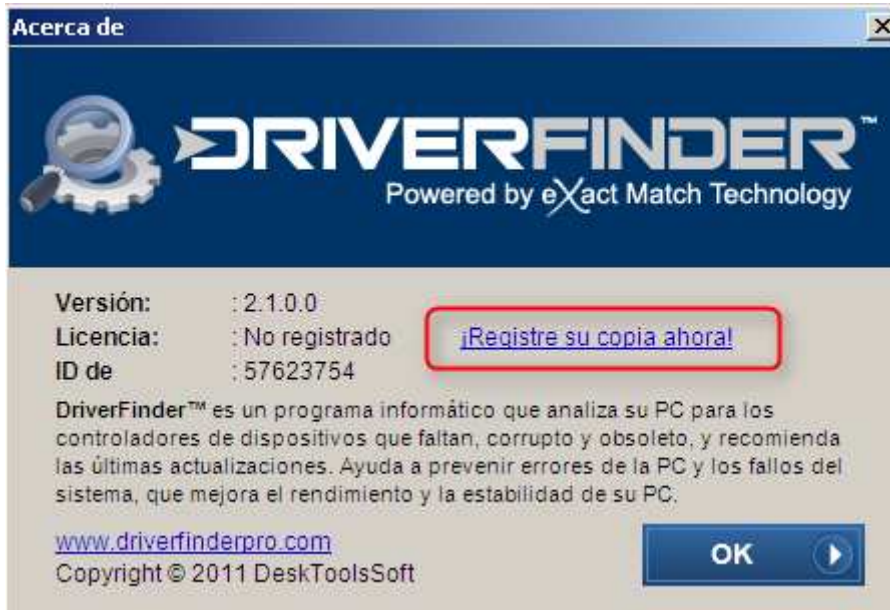 Acerca de
DRIVERFINDER™
Powered by eXact Match Technology
Versión: : 2.1.0.0
Licencia: : No registrado ¡Registre su copia ahora!
ID de : 57623754
DriverFinder™ es un programa informático que analiza su PC para los
controladores de dispositivos que faltan, corrupto y obsoleto, y recomienda
las últimas actualizaciones. Ayuda a prevenir errores de la PC y los fallos del
sistema, que mejora el rendimiento y la estabilidad de su PC.
www.driverfinderpro.com
Copyright © 2011 DeskToolsSoft
OK